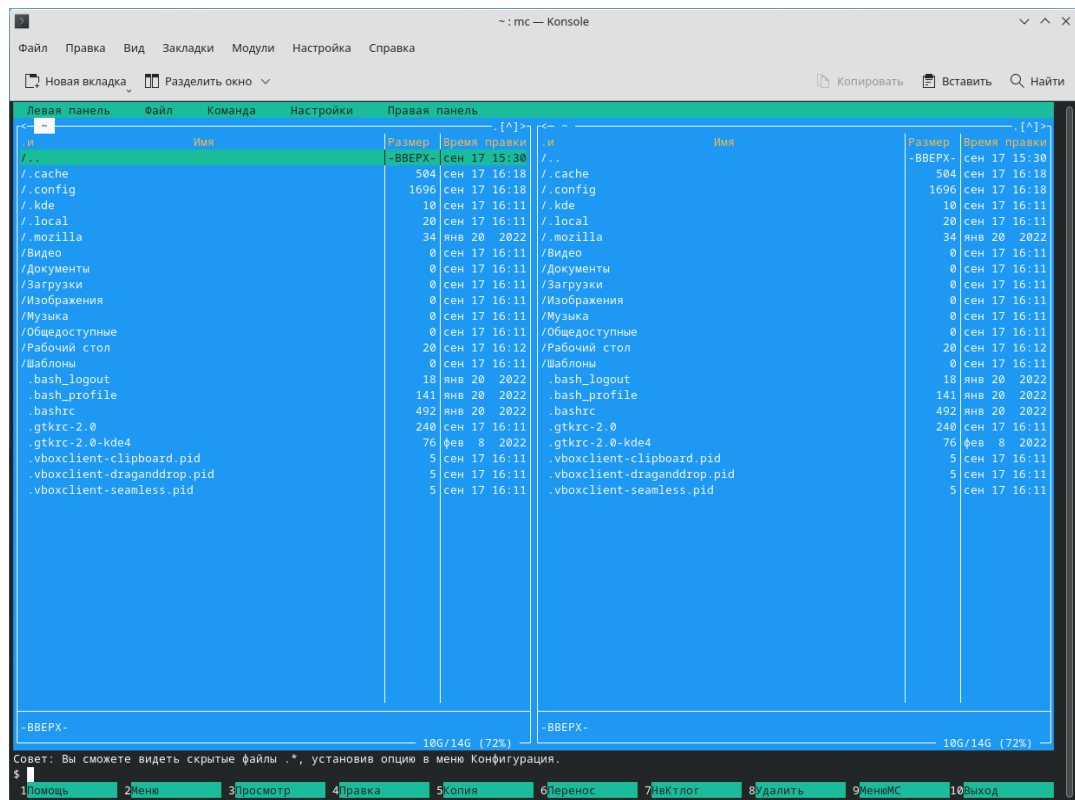 ~ : mc — Konsole
Файл Правка Вид Закладки Модули Настройка Справка
Новая вкладка Разделить окно Копировать Вставить Найти
Левая панель Файл Команда Настройки Правая панель
<— ~ .[^]> <— ~ .[^]>
.и Имя Размер Время правки .и Имя Размер Время правки
/.. -ВВЕРХ- сен 17 15:30 /.. -ВВЕРХ- сен 17 15:30
/.cache 504 сен 17 16:18 /.cache 504 сен 17 16:18
/.config 1696 сен 17 16:18 /.config 1696 сен 17 16:18
/.kde 10 сен 17 16:11 /.kde 10 сен 17 16:11
/.local 20 сен 17 16:11 /.local 20 сен 17 16:11
/.mozilla 34 янв 20 2022 /.mozilla 34 янв 20 2022
/Видео 0 сен 17 16:11 /Видео 0 сен 17 16:11
/Документы 0 сен 17 16:11 /Документы 0 сен 17 16:11
/Загрузки 0 сен 17 16:11 /Загрузки 0 сен 17 16:11
/Изображения 0 сен 17 16:11 /Изображения 0 сен 17 16:11
/Музыка 0 сен 17 16:11 /Музыка 0 сен 17 16:11
/Общедоступные 0 сен 17 16:11 /Общедоступные 0 сен 17 16:11
/Рабочий стол 20 сен 17 16:12 /Рабочий стол 20 сен 17 16:12
/Шаблоны 0 сен 17 16:11 /Шаблоны 0 сен 17 16:11
.bash_logout 18 янв 20 2022 .bash_logout 18 янв 20 2022
.bash_profile 141 янв 20 2022 .bash_profile 141 янв 20 2022
.bashrc 492 янв 20 2022 .bashrc 492 янв 20 2022
.gtkrc-2.0 240 сен 17 16:11 .gtkrc-2.0 240 сен 17 16:11
.gtkrc-2.0-kde4 76 фев 8 2022 .gtkrc-2.0-kde4 76 фев 8 2022
.vboxclient-clipboard.pid 5 сен 17 16:11 .vboxclient-clipboard.pid 5 сен 17 16:11
.vboxclient-draganddrop.pid 5 сен 17 16:11 .vboxclient-draganddrop.pid 5 сен 17 16:11
.vboxclient-seamless.pid 5 сен 17 16:11 .vboxclient-seamless.pid 5 сен 17 16:11
-ВВЕРХ- -ВВЕРХ-
10G/14G (72%) 10G/14G (72%)
Совет: Вы сможете видеть скрытые файлы .*, установив опцию в меню Конфигурация.
$
1Помощь 2Меню 3Просмотр 4Правка 5Копия 6Перенос 7НвКтлог 8Удалить 9МенюМС 10Выход